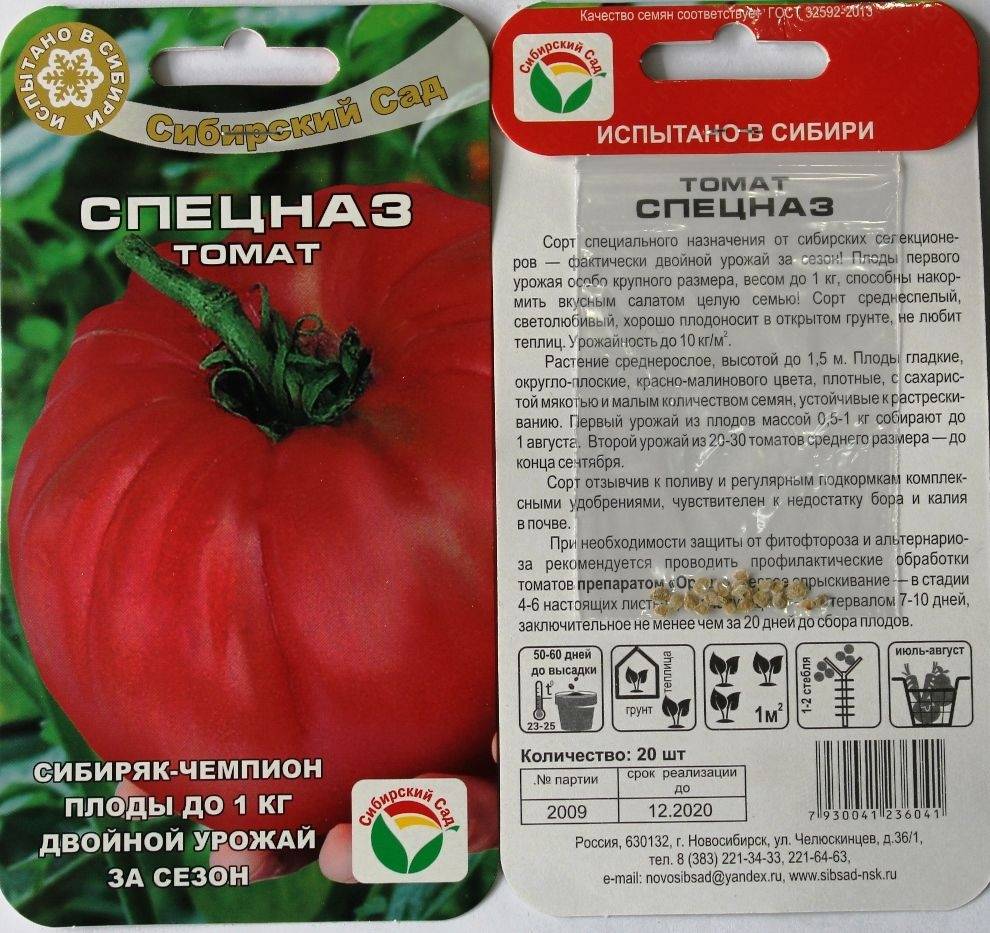 ИСПЫТАНО В СИБИРИ
Сибирский Сад
СПЕЦНАЗ
ТОМАТ
СИБИРЯК-ЧЕМПИОН
ПЛОДЫ ДО 1 КГ
ДВОЙНОЙ УРОЖАЙ
ЗА СЕЗОН
Сибирский Сад
Качество семян соответствует ГОСТ 32592-2013
Сибирский Сад
ИСПЫТАНО В СИБИРИ
ТОМАТ
СПЕЦНАЗ
Сорт специального назначения от сибирских селекционе-
ров — фактически двойной урожай за сезон! Плоды первого
урожая особо крупного размера, весом до 1 кг, способны накор-
мить вкусным салатом целую семью! Сорт среднеспелый,
светолюбивый, хорошо плодоносит в открытом грунте, не любит
теплиц. Урожайность до 10 кг/м².
Растение среднерослое, высотой до 1,5 м. Плоды гладкие,
округло-плоские, красно-малинового цвета, плотные, с сахарис-
той мякотью и малым количеством семян, устойчивые к растрески-
ванию. Первый урожай из плодов массой 0,5-1 кг собирают до
1 августа. Второй урожай из 20-30 томатов среднего размера — до
конца сентября.
Сорт отзывчив к поливу и регулярным подкормкам комплек-
сными удобрениями, чувствителен к недостатку бора и калия
в почве.
При необходимости защиты от фитофтороза и альтернарио-
за рекомендуется проводить профилактические обработки
томатов препаратом опрыскивание — в стадии
4-6 настоящих 7-10 дней,
заключительное не менее чем за 20 дней до сбора плодов.
50-60 дней
до высадки
t°
23-25
грунт
теплица
1м²
1-2 стебля
июль-август
Количество: 20 шт
.№ партии
срок реализации
до
2009
12.2020
7 930041 236041
Россия, 630132, г. Новосибирск, ул. Челюскинцев, д.36/1,
тел. 8 (383) 221-34-33, 221-64-63,
e-mail: novosibsad@yandex.ru, www.sibsad-nsk.ru